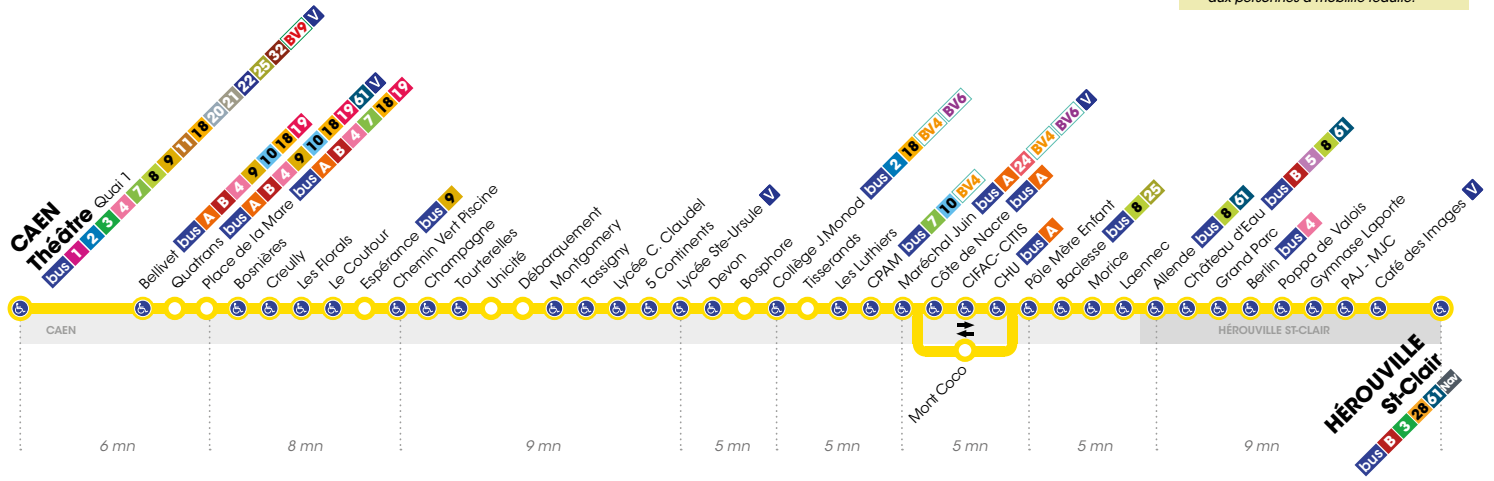 aux personnes à mobilité réduite.
CAEN
Théâtre Quai 1
bus 1 2 3 4 7 8 9 11 18 20 21 22 25 32 BV9 V
Bellivet bus A B 4 9 10 18 19
Quatrans bus A B 4 9 10 18 19 61 V
Place de la Mare bus A B 4 7 18 19
Bosnières
Creully
Les Florals
Le Coutour
Espérance bus 9
Chemin Vert Piscine
Champagne
Tourterelles
Unicité
Débarquement
Montgomery
Tassigny
Lycée C. Claudel
5 Continents
Lycée Ste-Ursule V
Devon
Bosphore
Collège J.Monod bus 2 18 BV4 BV6
Tisserands
Les Luthiers
CPAM bus 7 10 BV4
Maréchal Juin bus A 24 BV4 BV6 V
Côte de Nacre bus A
CIFAC-CITIS
CHU bus A
Pôle Mère Enfant
Baclesse bus 8 25
Morice
Laennec
Allende bus 8 61
Château d'Eau bus B 5 8 61
Grand Parc
Berlin bus 4
Poppa de Valois
Gymnase Laporte
PAJ - MJC
Café des Images V
CAEN
HÉROUVILLE ST-CLAIR
Mont Coco
HÉROUVILLE
St-Clair
bus B 3 28 61 Nav
6 mn
8 mn
9 mn
5 mn
5 mn
5 mn
5 mn
9 mn